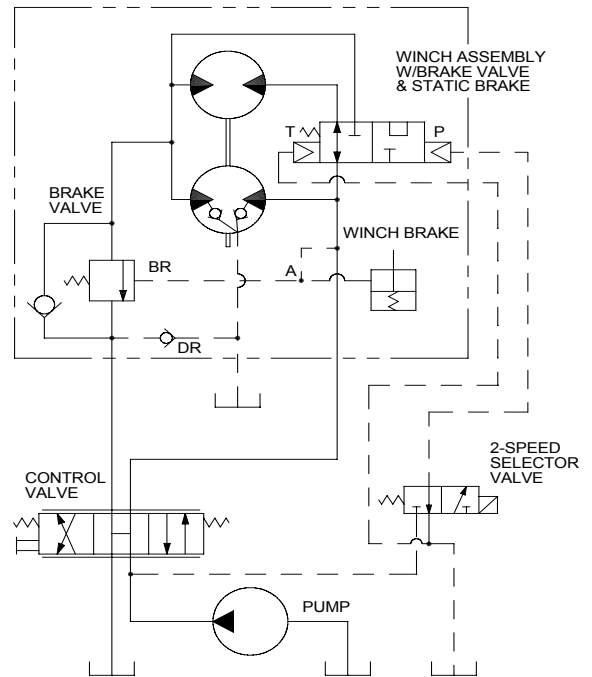 WINCH ASSEMBLY
W/BRAKE VALVE
& STATIC BRAKE
T
P
BRAKE
VALVE
WINCH BRAKE
BR
A
DR
2-SPEED
SELECTOR
VALVE
CONTROL
VALVE
PUMP